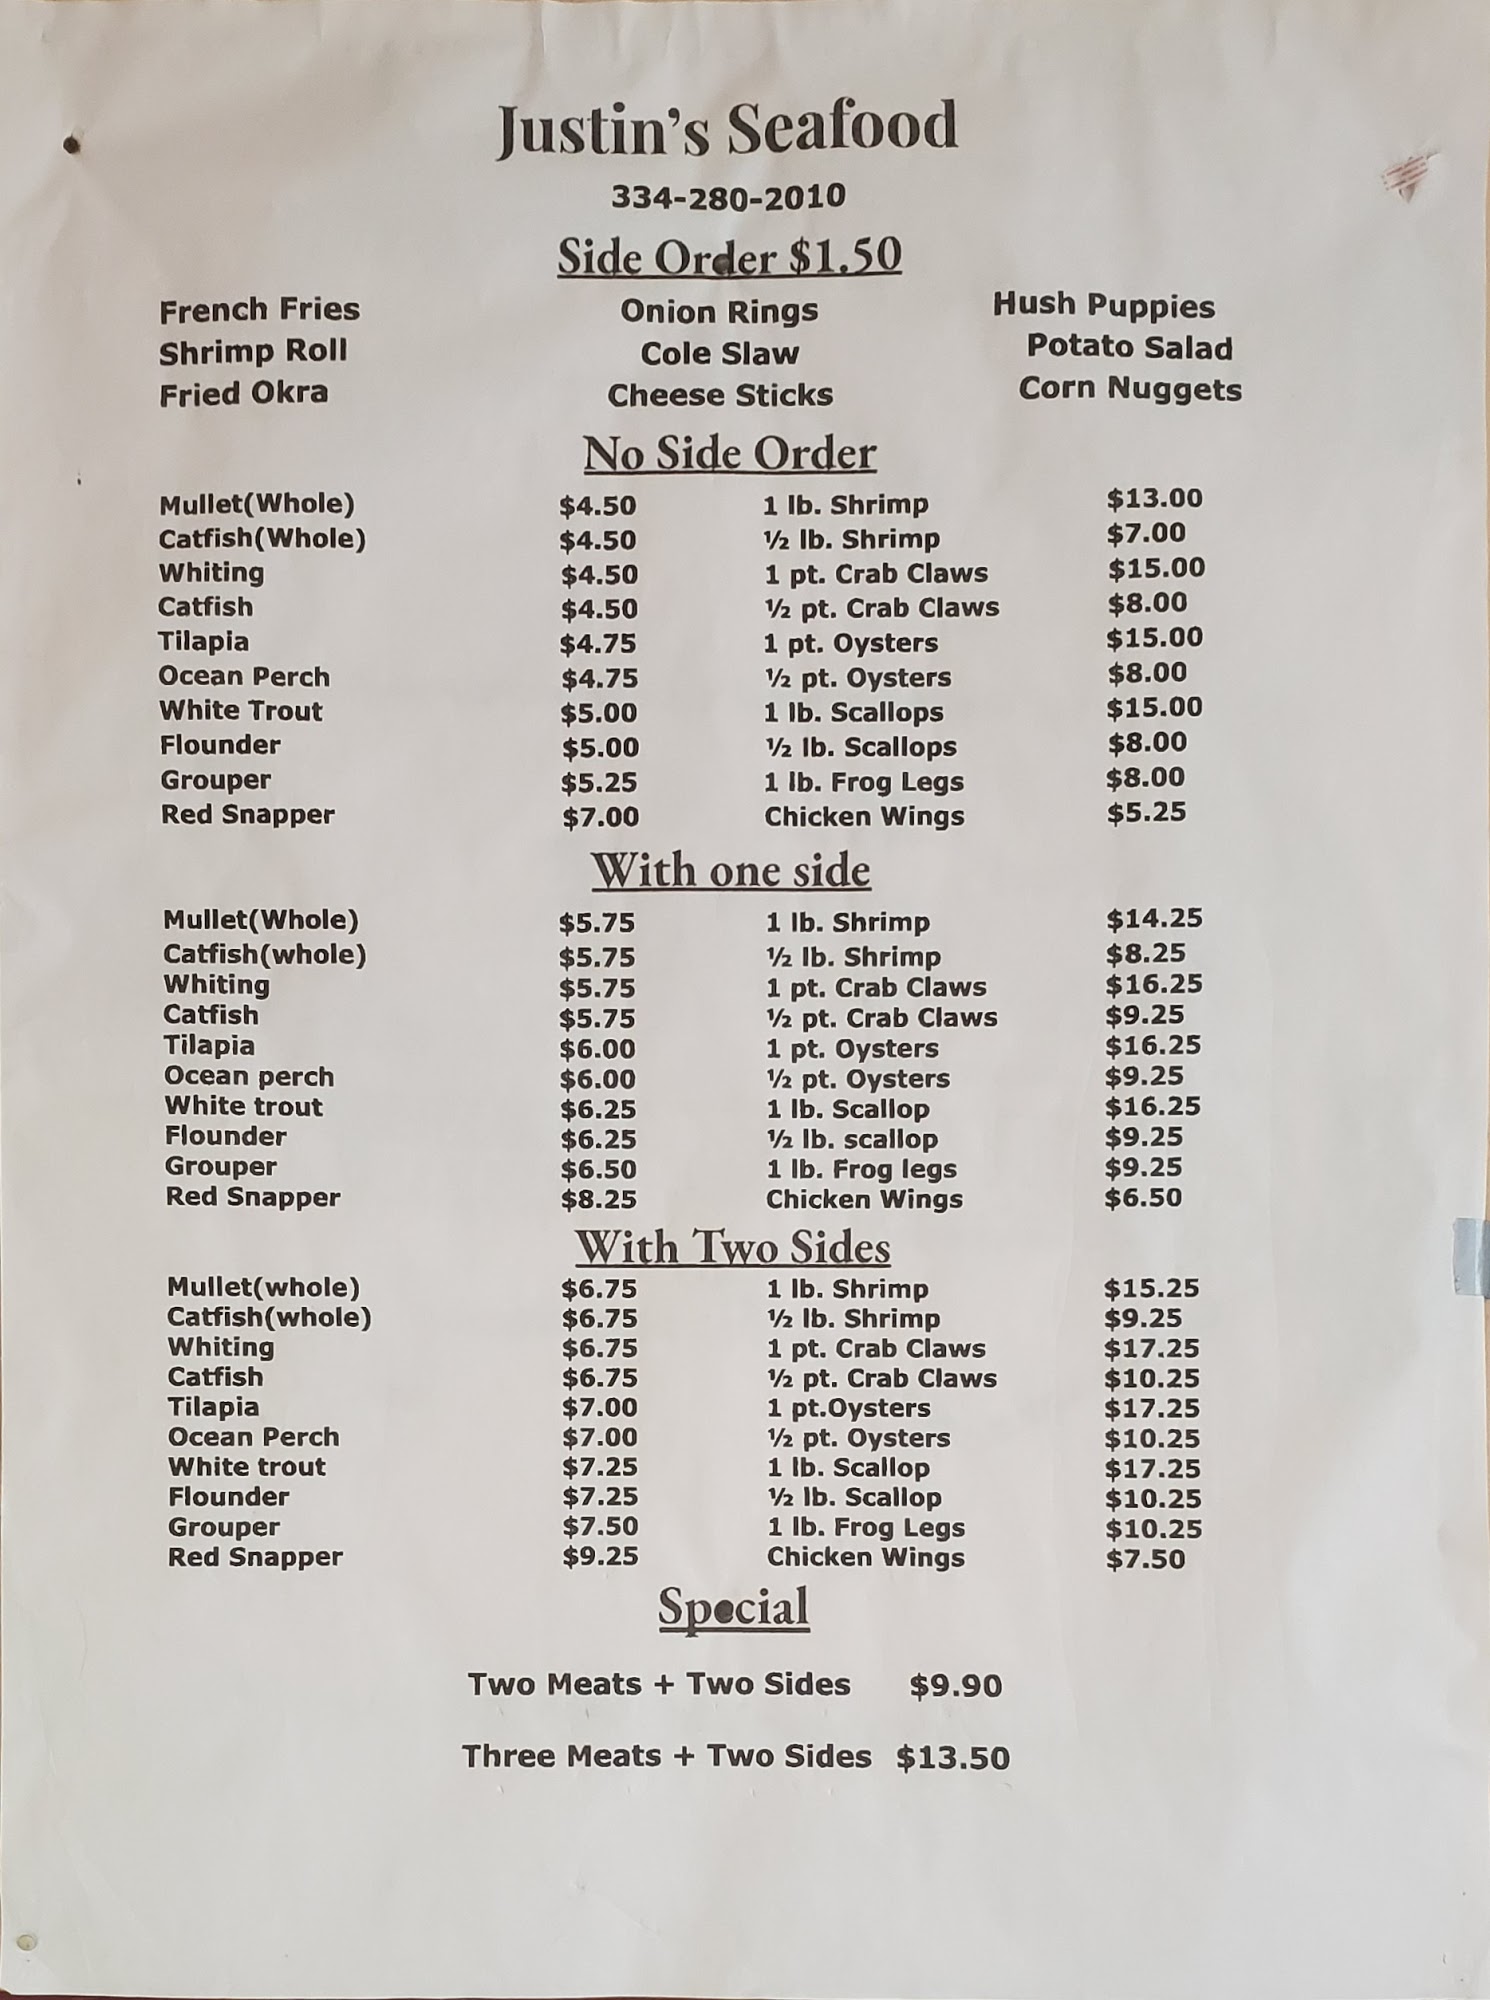 Justin's Seafood
334-280-2010
Side Order $1.50
French Fries Onion Rings Hush Puppies
Shrimp Roll Cole Slaw Potato Salad
Fried Okra Cheese Sticks Corn Nuggets
No Side Order
Mullet(Whole) $4.50 1 lb. Shrimp $13.00
Catfish(Whole) $4.50 ½ lb. Shrimp $7.00
Whiting $4.50 1 pt. Crab Claws $15.00
Catfish $4.50 ½ pt. Crab Claws $8.00
Tilapia $4.75 1 pt. Oysters $15.00
Ocean Perch $4.75 ½ pt. Oysters $8.00
White Trout $5.00 1 lb. Scallops $15.00
Flounder $5.00 ½ lb. Scallops $8.00
Grouper $5.25 1 lb. Frog Legs $8.00
Red Snapper $7.00 Chicken Wings $5.25
With one side
Mullet(Whole) $5.75 1 lb. Shrimp $14.25
Catfish(whole) $5.75 ½ lb. Shrimp $8.25
Whiting $5.75 1 pt. Crab Claws $16.25
Catfish $5.75 ½ pt. Crab Claws $9.25
Tilapia $6.00 1 pt. Oysters $16.25
Ocean perch $6.00 ½ pt. Oysters $9.25
White trout $6.25 1 lb. Scallop $16.25
Flounder $6.25 ½ lb. scallop $9.25
Grouper $6.50 1 lb. Frog legs $9.25
Red Snapper $8.25 Chicken Wings $6.50
With Two Sides
Mullet(whole) $6.75 1 lb. Shrimp $15.25
Catfish(whole) $6.75 ½ lb. Shrimp $9.25
Whiting $6.75 1 pt. Crab Claws $17.25
Catfish $6.75 ½ pt. Crab Claws $10.25
Tilapia $7.00 1 pt.Oysters $17.25
Ocean Perch $7.00 ½ pt. Oysters $10.25
White trout $7.25 1 lb. Scallop $17.25
Flounder $7.25 ½ lb. Scallop $10.25
Grouper $7.50 1 lb. Frog Legs $10.25
Red Snapper $9.25 Chicken Wings $7.50
Special
Two Meats + Two Sides $9.90
Three Meats + Two Sides $13.50